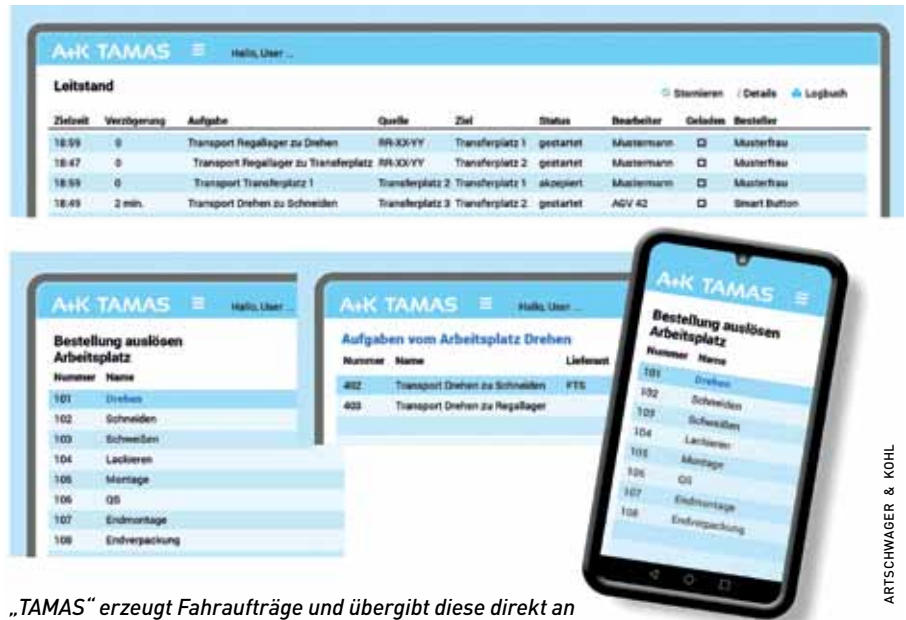 A+K TAMAS Hallo, User ...
Leitstand
Stornieren Details Logbuch
Zielzeit Verzögerung Aufgabe Quelle Ziel Status Bearbeiter Geladen Besteller
18:59 0 Transport Regallager zu Drehen RR-XX-YY Transferplatz 1 gestartet Mustermann Musterfrau
18:47 0 Transport Regallager zu Transferplatz RR-XX-YY Transferplatz 2 gestartet Mustermann Musterfrau
18:59 0 Transport Transferplatz 1 Transferplatz 2 Transferplatz 1 akzepiert Mustermann Musterfrau
18:49 2 min. Transport Drehen zu Schneiden Transferplatz 3 Transferplatz 2 gestartet AGV 42 Smart Button
A+K TAMAS Hallo, User ...
Bestellung auslösen
Arbeitsplatz
Nummer Name
101 Drehen
102 Schneiden
103 Schweißen
104 Lackieren
105 Montage
106 QS
107 Endmontage
108 Endverpackung
A+K TAMAS Hallo, User ...
Aufgaben vom Arbeitsplatz Drehen
Nummer Name Lieferant
402 Transport Drehen zu Schneiden FTS
403 Transport Drehen zu Regallager
A+K TAMAS
Bestellung auslösen
Arbeitsplatz
Nummer Name
101 Drehen
102 Schneiden
103 Schweißen
104 Lackieren
105 Montage
106 QS
107 Endmontage
108 Endverpackung
ARTSCHWAGER & KOHL
„TAMAS“ erzeugt Fahraufträge und übergibt diese direkt an